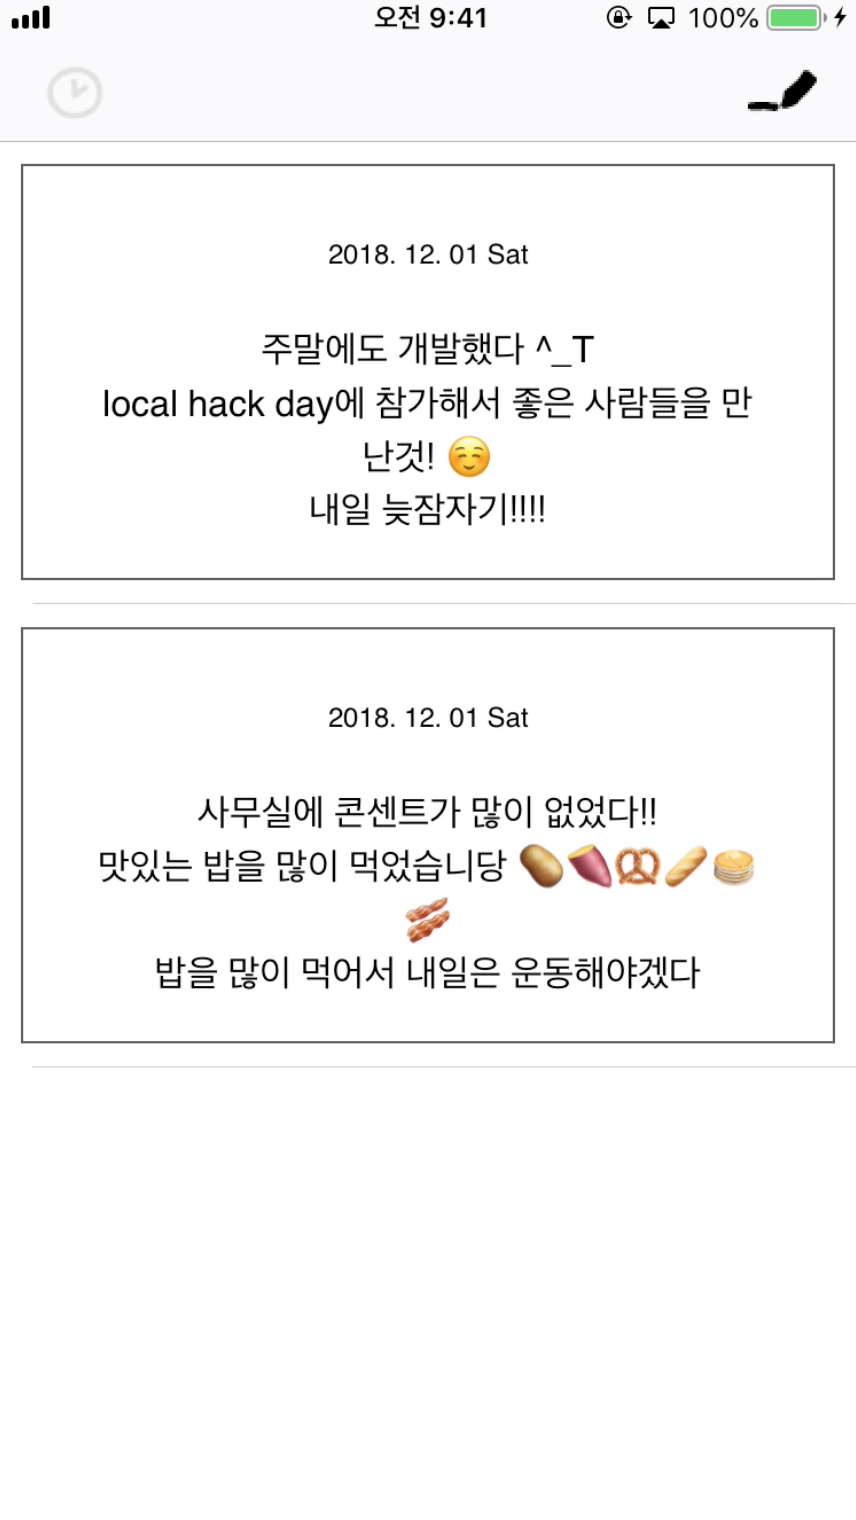 오전 9:41
100%
2018. 12. 01 Sat
주말에도 개발했다 ^_T
local hack day에 참가해서 좋은 사람들을 만
난것! ☺️
내일 늦잠자기!!!!
2018. 12. 01 Sat
사무실에 콘센트가 많이 없었다!!
맛있는 밥을 많이 먹었습니당 🥔🍠🥨🥖🥞
🥓
밥을 많이 먹어서 내일은 운동해야겠다